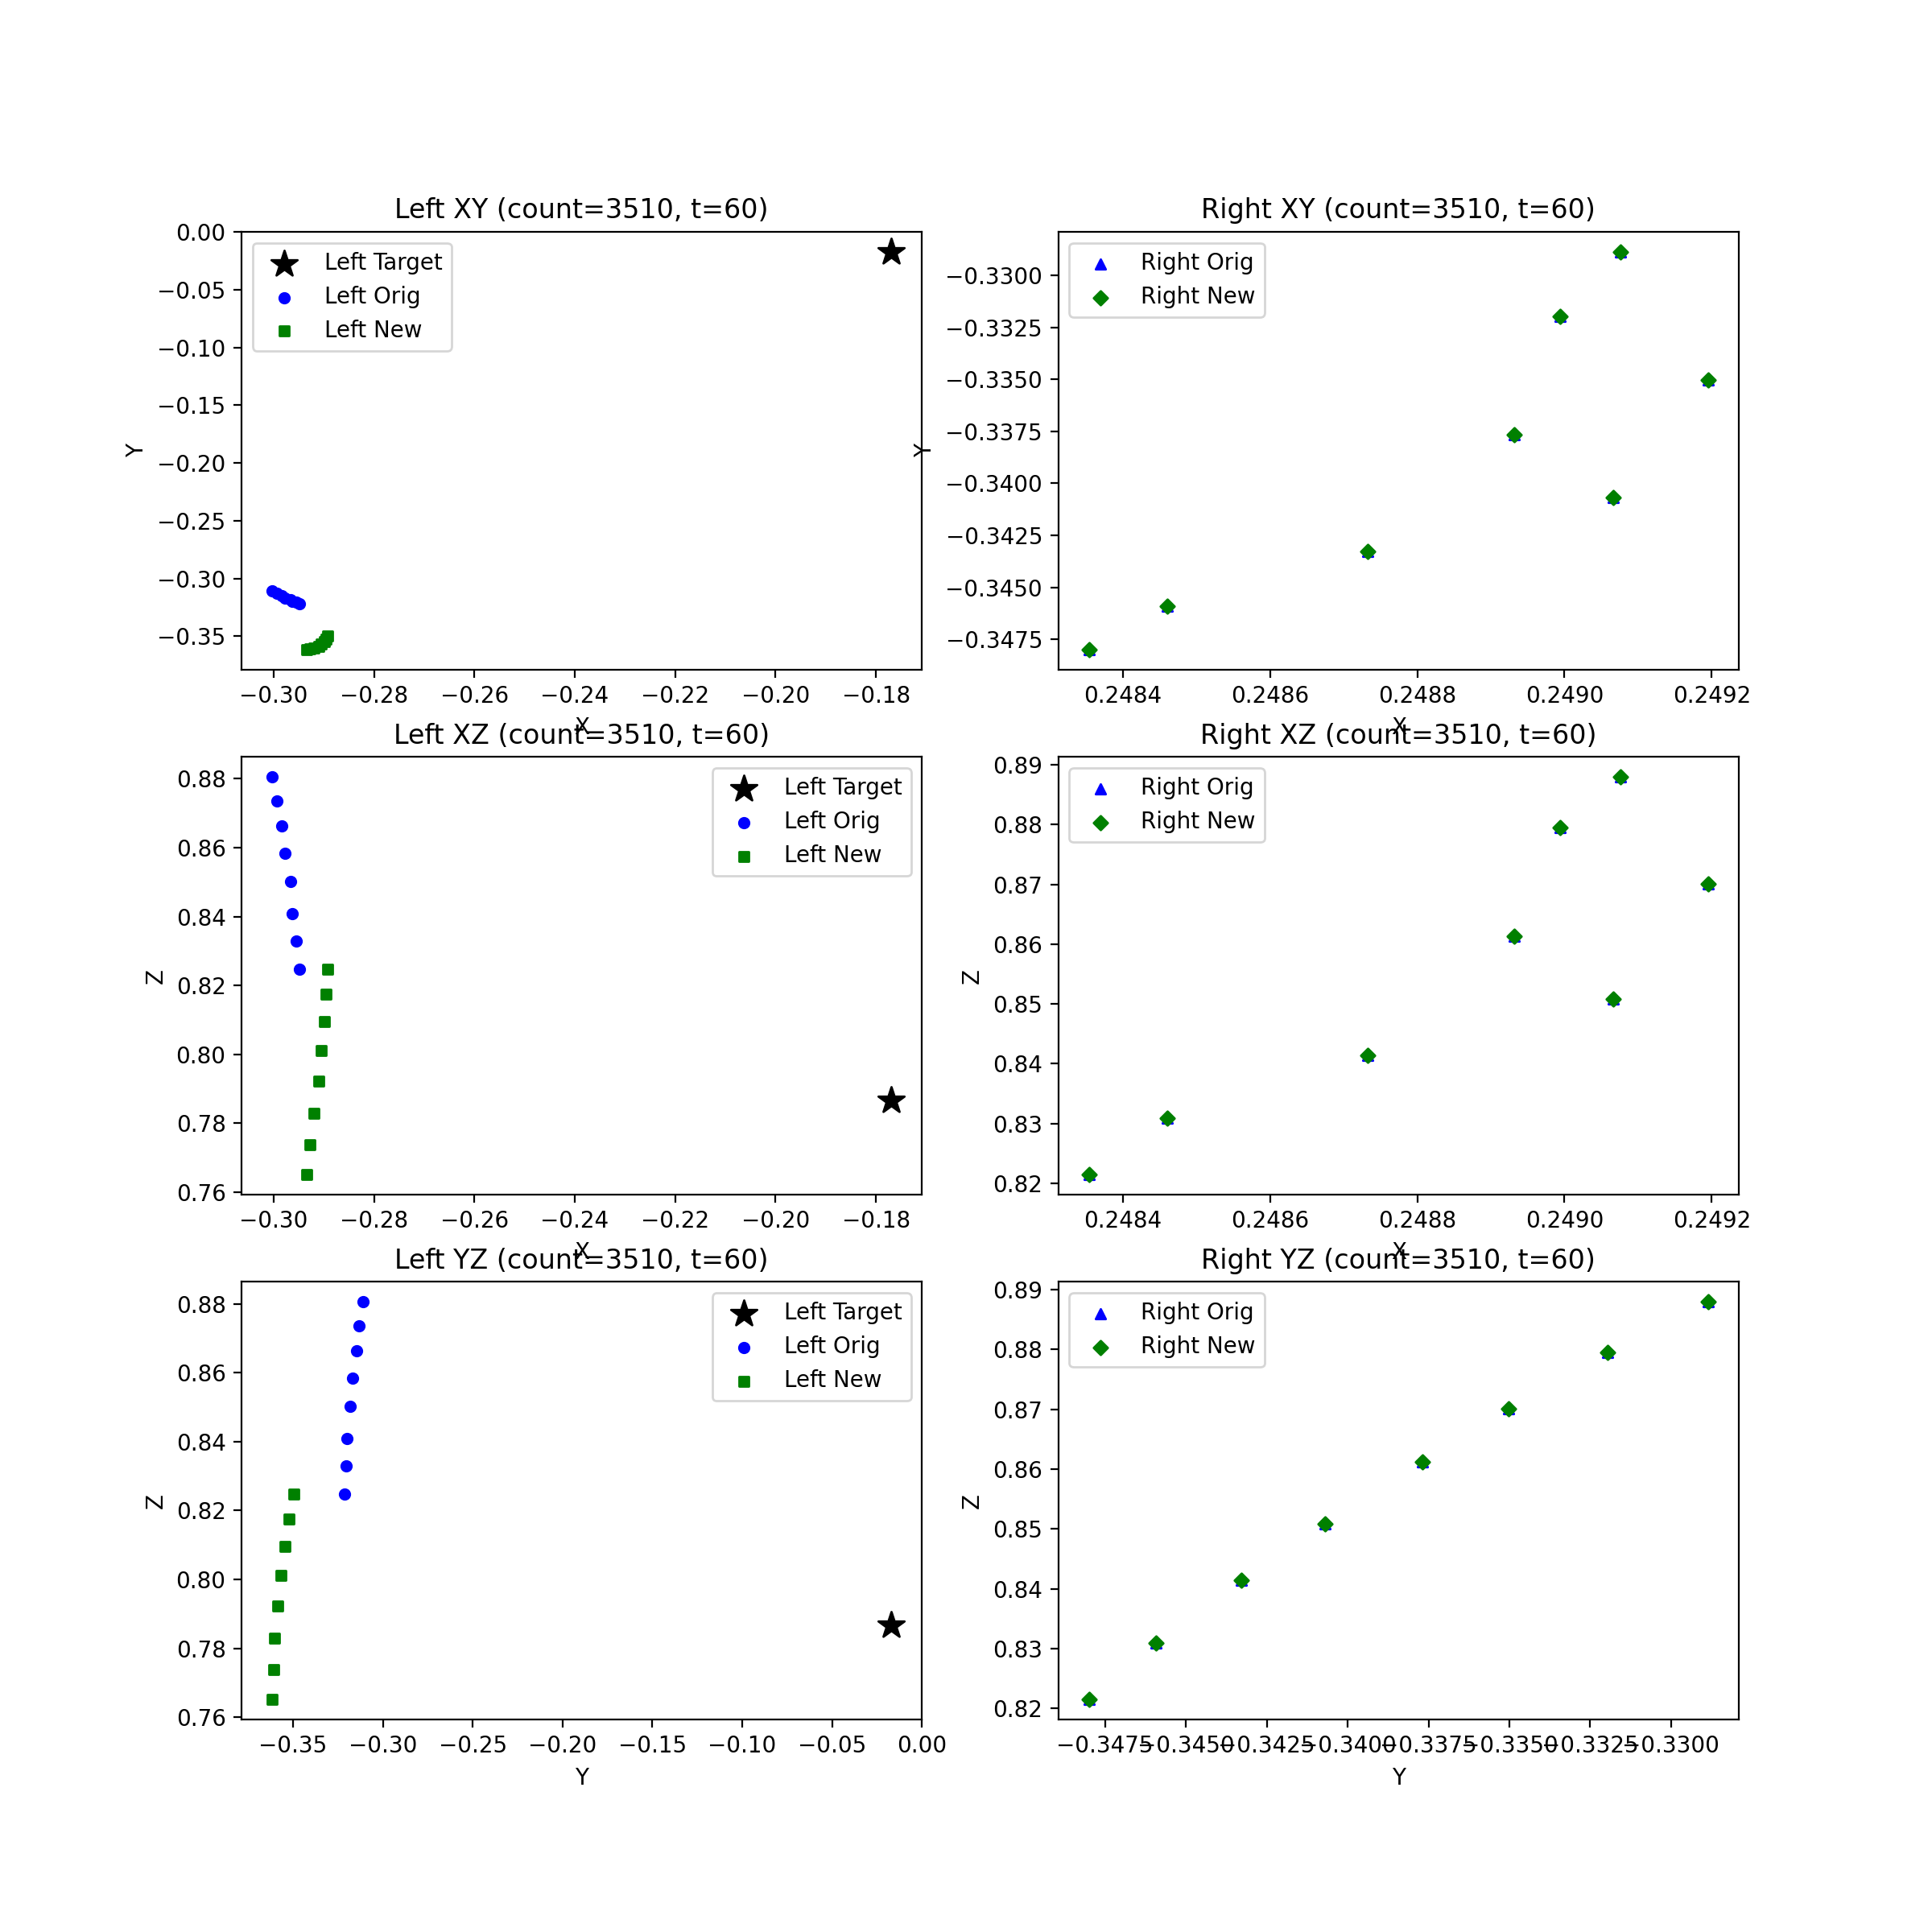 Left XY (count=3510, t=60)
Left Target
Left Orig
Left New
0.00
−0.05
−0.10
−0.15
−0.20
−0.25
−0.30
−0.35
Y
−0.30 −0.28 −0.26 −0.24 −0.22 −0.20 −0.18
X
Right XY (count=3510, t=60)
Right Orig
Right New
−0.3300
−0.3325
−0.3350
−0.3375
−0.3400
−0.3425
−0.3450
−0.3475
Y
0.2484 0.2486 0.2488 0.2490 0.2492
X
Left XZ (count=3510, t=60)
Left Target
Left Orig
Left New
0.88
0.86
0.84
0.82
0.80
0.78
0.76
Z
−0.30 −0.28 −0.26 −0.24 −0.22 −0.20 −0.18
X
Right XZ (count=3510, t=60)
Right Orig
Right New
0.89
0.88
0.87
0.86
0.85
0.84
0.83
0.82
Z
0.2484 0.2486 0.2488 0.2490 0.2492
X
Left YZ (count=3510, t=60)
Left Target
Left Orig
Left New
0.88
0.86
0.84
0.82
0.80
0.78
0.76
Z
−0.35 −0.30 −0.25 −0.20 −0.15 −0.10 −0.05 0.00
Y
Right YZ (count=3510, t=60)
Right Orig
Right New
0.89
0.88
0.87
0.86
0.85
0.84
0.83
0.82
Z
−0.3475 −0.3450 −0.3425 −0.3400 −0.3375 −0.3350 −0.3325 −0.3300
Y